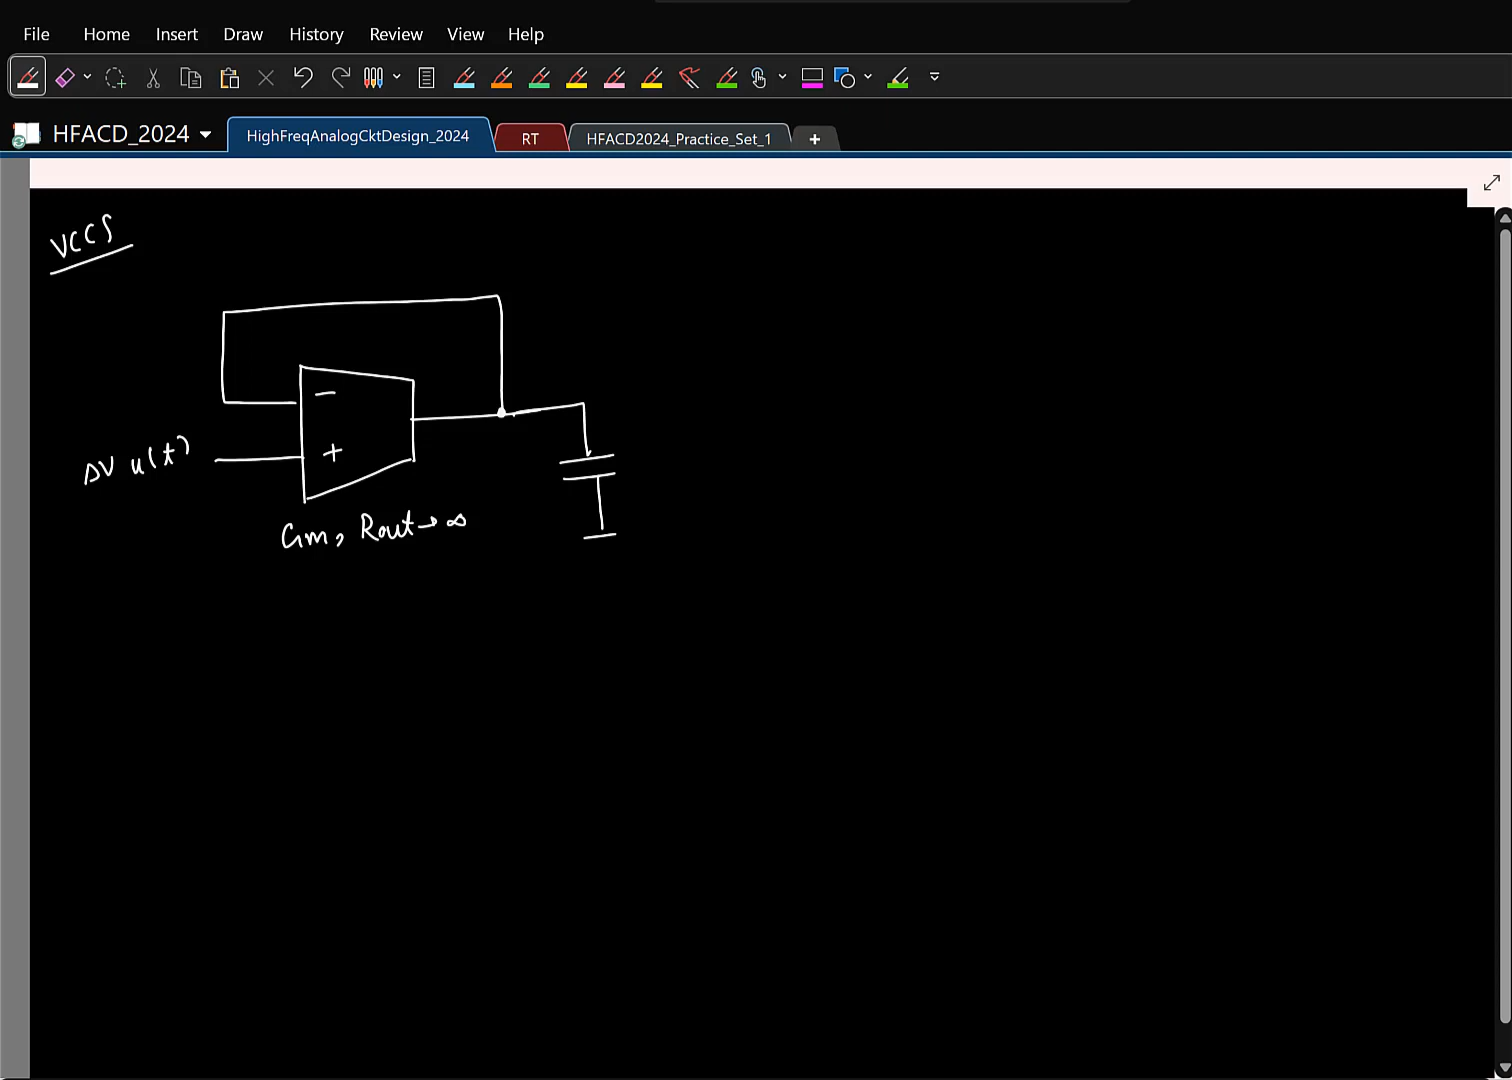 File Home Insert Draw History Review View Help
HFACD_2024 HighFreqAnalogCktDesign_2024 RT HFACD2024_Practice_Set_1 +
VCCS
−
ΔV u(t) +
Gm, Rout → ∞